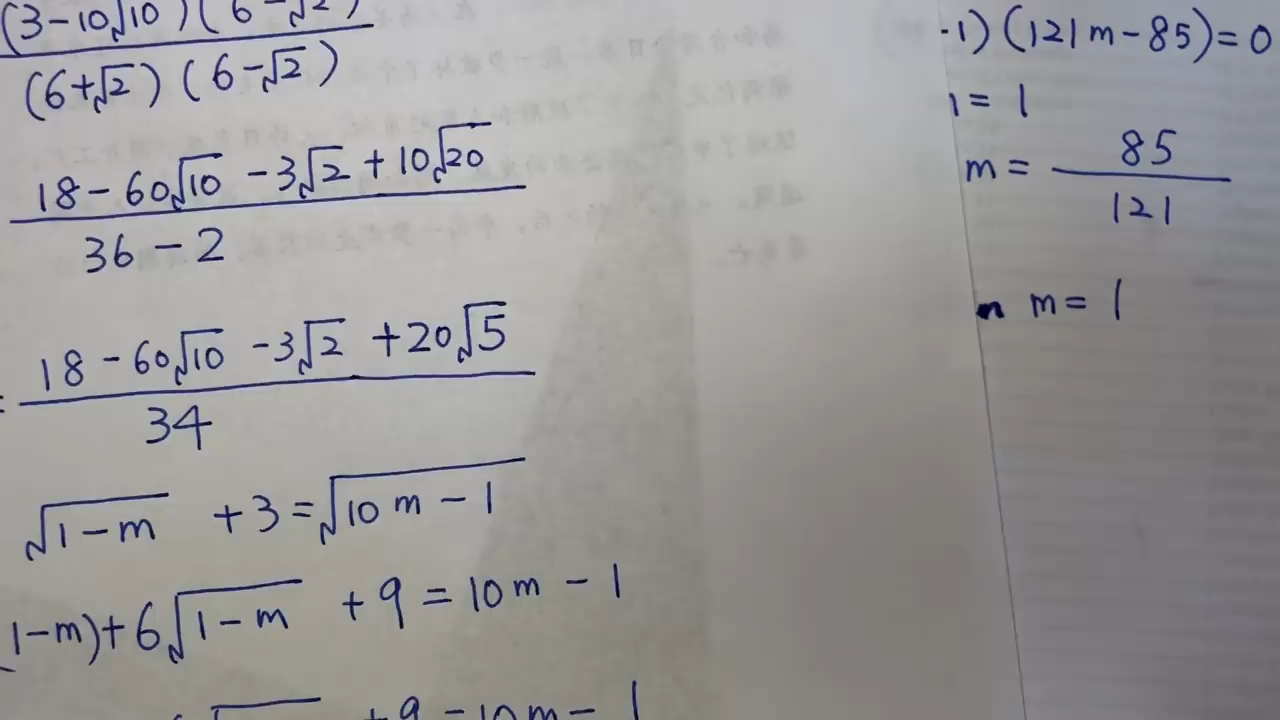 (3-10√10)(6-√2)
(6+√2)(6-√2)
18-60√10-3√2+10√20
36-2
18-60√10-3√2+20√5
34
√1-m +3=√10m-1
(1-m)+6√1-m +9=10m-1
+9=10m-1
-1)(121m-85)=0
= 1
m= 85
121
m=1